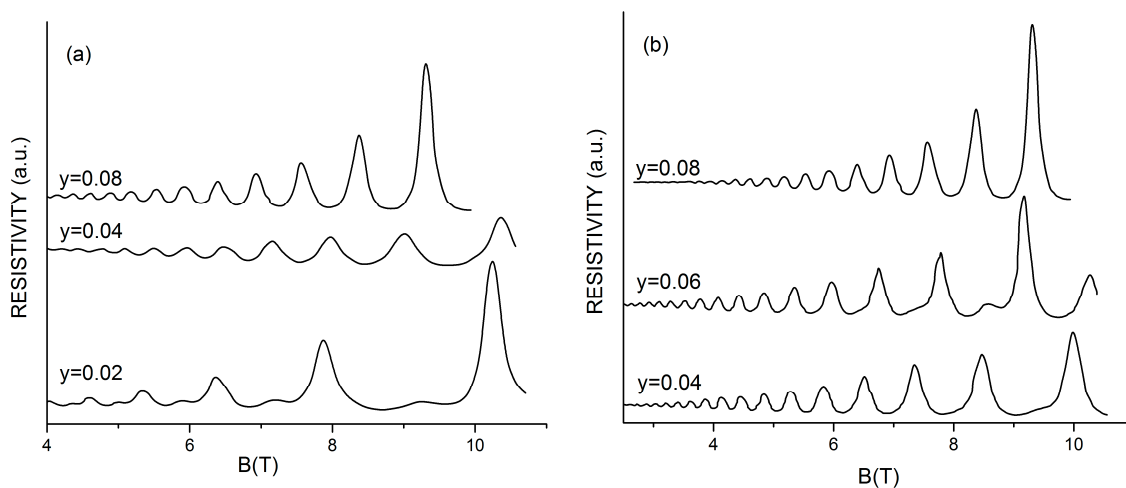 (a)
RESISTIVITY (a.u.)
y=0.08
y=0.04
y=0.02
4 6 8 10
B(T)
(b)
RESISTIVITY (a.u.)
y=0.08
y=0.06
y=0.04
4 6 8 10
B(T)